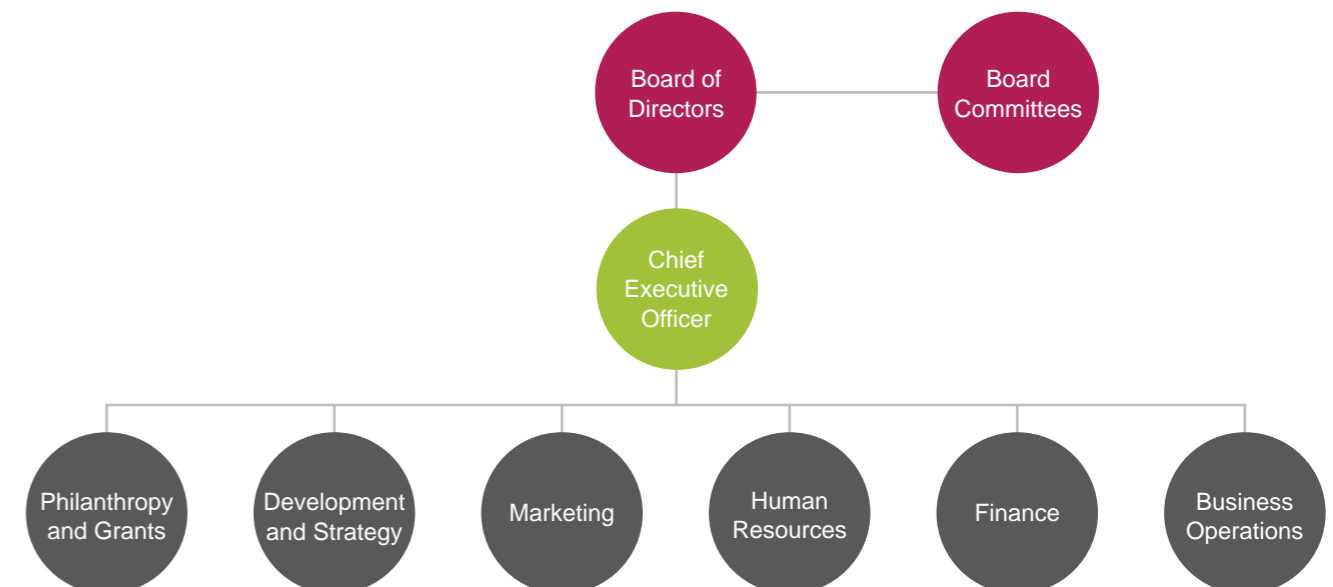 Board of
Directors
Board
Committees
Chief
Executive
Officer
Philanthropy
and Grants
Development
and Strategy
Marketing
Human
Resources
Finance
Business
Operations